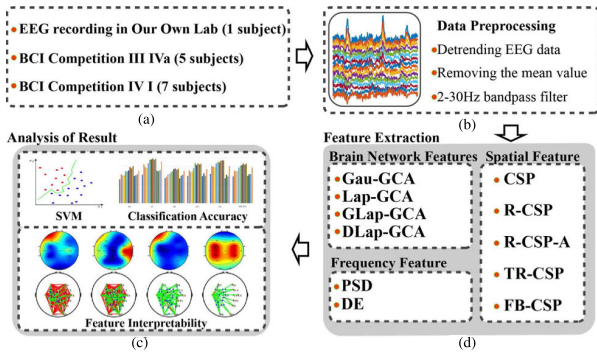 EEG recording in Our Own Lab (1 subject)
BCI Competition III IVa (5 subjects)
BCI Competition IV I (7 subjects)
(a)
Data Preprocessing
Detrending EEG data
Removing the mean value
2-30Hz bandpass filter
(b)
Analysis of Result
SVM
Classification Accuracy
Feature Interpretability
(c)
Feature Extraction
Brain Network Features
Gau-GCA
Lap-GCA
GLap-GCA
DLap-GCA
Frequency Feature
PSD
DE
Spatial Feature
CSP
R-CSP
R-CSP-A
TR-CSP
FB-CSP
(d)